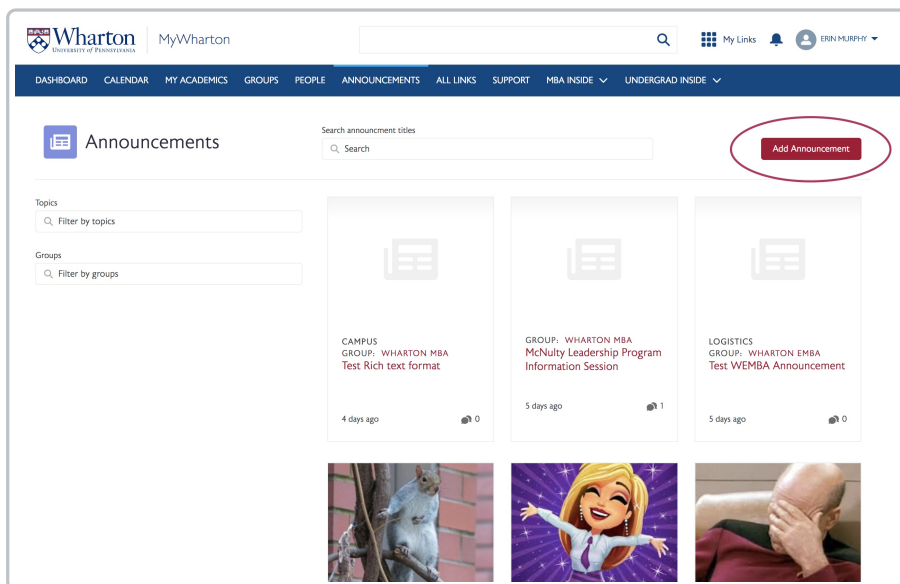 Wharton
UNIVERSITY of PENNSYLVANIA
MyWharton
My Links
ERIN MURPHY
DASHBOARD CALENDAR MY ACADEMICS GROUPS PEOPLE ANNOUNCEMENTS ALL LINKS SUPPORT MBA INSIDE UNDERGRAD INSIDE
Announcements
Search announcment titles
Search
Add Announcement
Topics
Filter by topics
Groups
Filter by groups
CAMPUS
GROUP: WHARTON MBA
Test Rich text format
4 days ago 0
GROUP: WHARTON MBA
McNulty Leadership Program
Information Session
5 days ago 1
LOGISTICS
GROUP: WHARTON EMBA
Test WEMBA Announcement
5 days ago 0